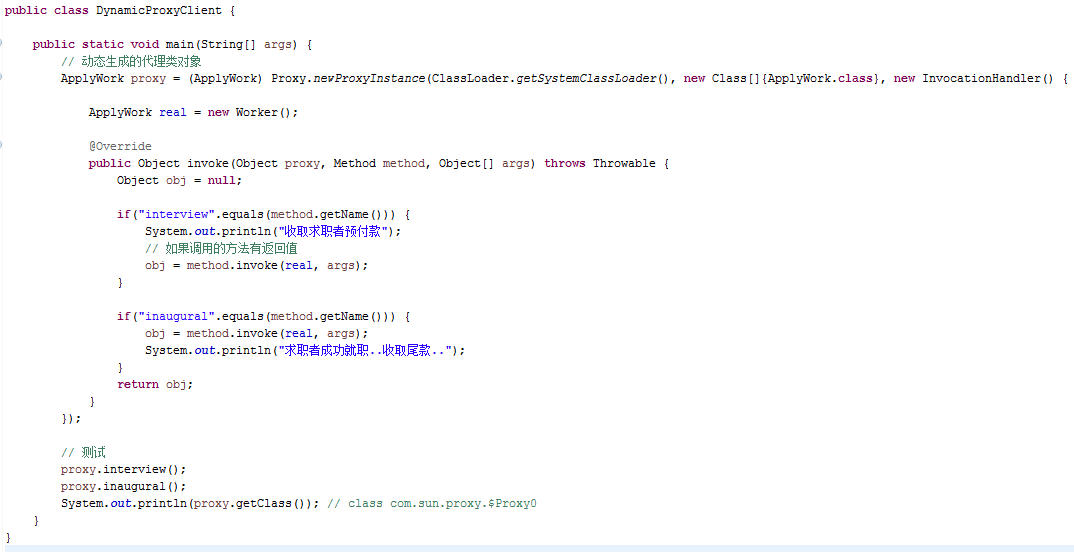 public class DynamicProxyClient {
public static void main(String[] args) {
// 动态生成的代理类对象
ApplyWork proxy = (ApplyWork) Proxy.newProxyInstance(ClassLoader.getSystemClassLoader(), new Class[]{ApplyWork.class}, new InvocationHandler() {
ApplyWork real = new Worker();
@Override
public Object invoke(Object proxy, Method method, Object[] args) throws Throwable {
Object obj = null;
if("interview".equals(method.getName())) {
System.out.println("收取求职者预付款");
// 如果调用的方法有返回值
obj = method.invoke(real, args);
}
if("inaugural".equals(method.getName())) {
obj = method.invoke(real, args);
System.out.println("求职者成功就职..收取尾款..");
}
return obj;
}
});
// 测试
proxy.interview();
proxy.inaugural();
System.out.println(proxy.getClass()); // class com.sun.proxy.$Proxy0
}
}